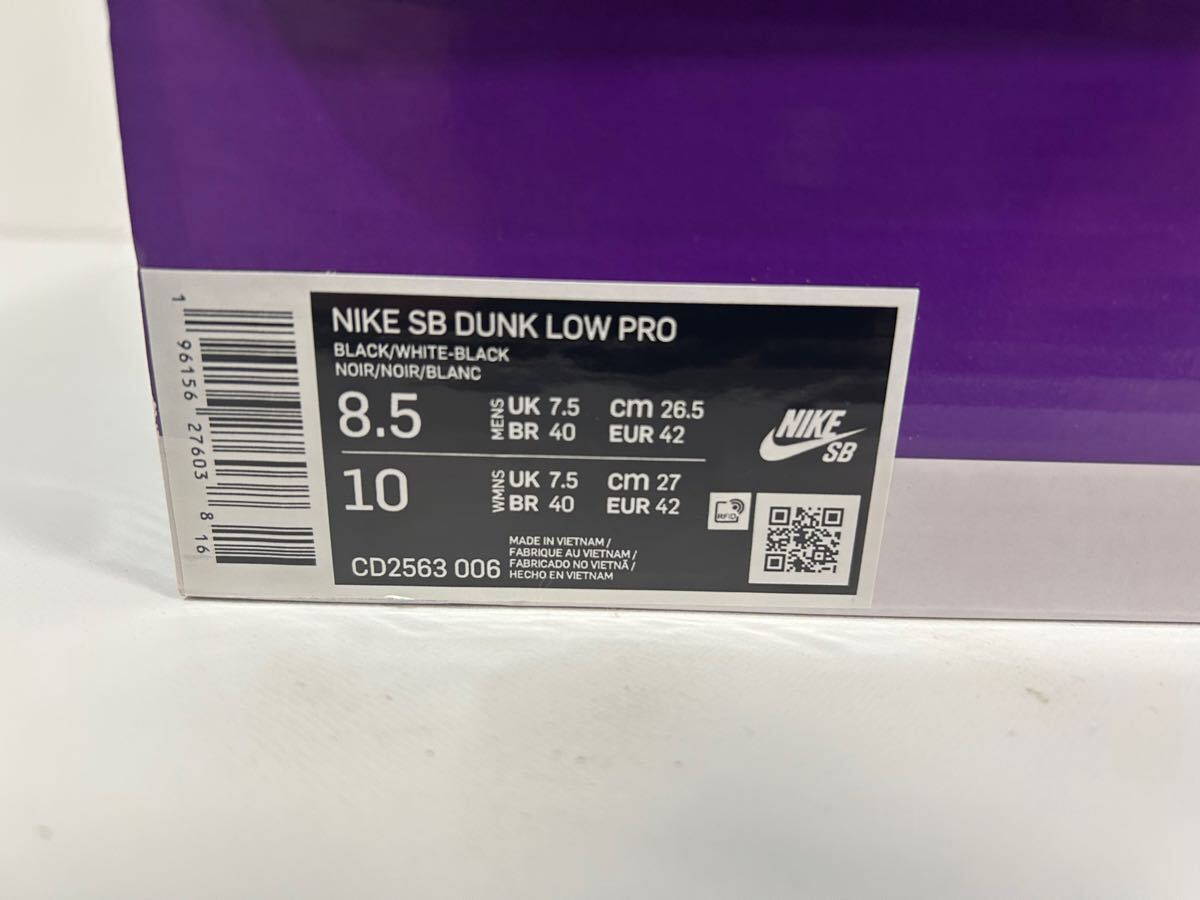 1 96156 27603 8 16
NIKE SB DUNK LOW PRO
BLACK/WHITE-BLACK
NOIR/NOIR/BLANC
8.5 MENS UK 7.5 cm 26.5
BR 40 EUR 42
10 WMNS UK 7.5 cm 27
BR 40 EUR 42
CD2563 006
MADE IN VIETNAM /
FABRIQUE AU VIETNAM /
FABRICADO NO VIETNÃ /
HECHO EN VIETNAM
NIKE
SB
RFID